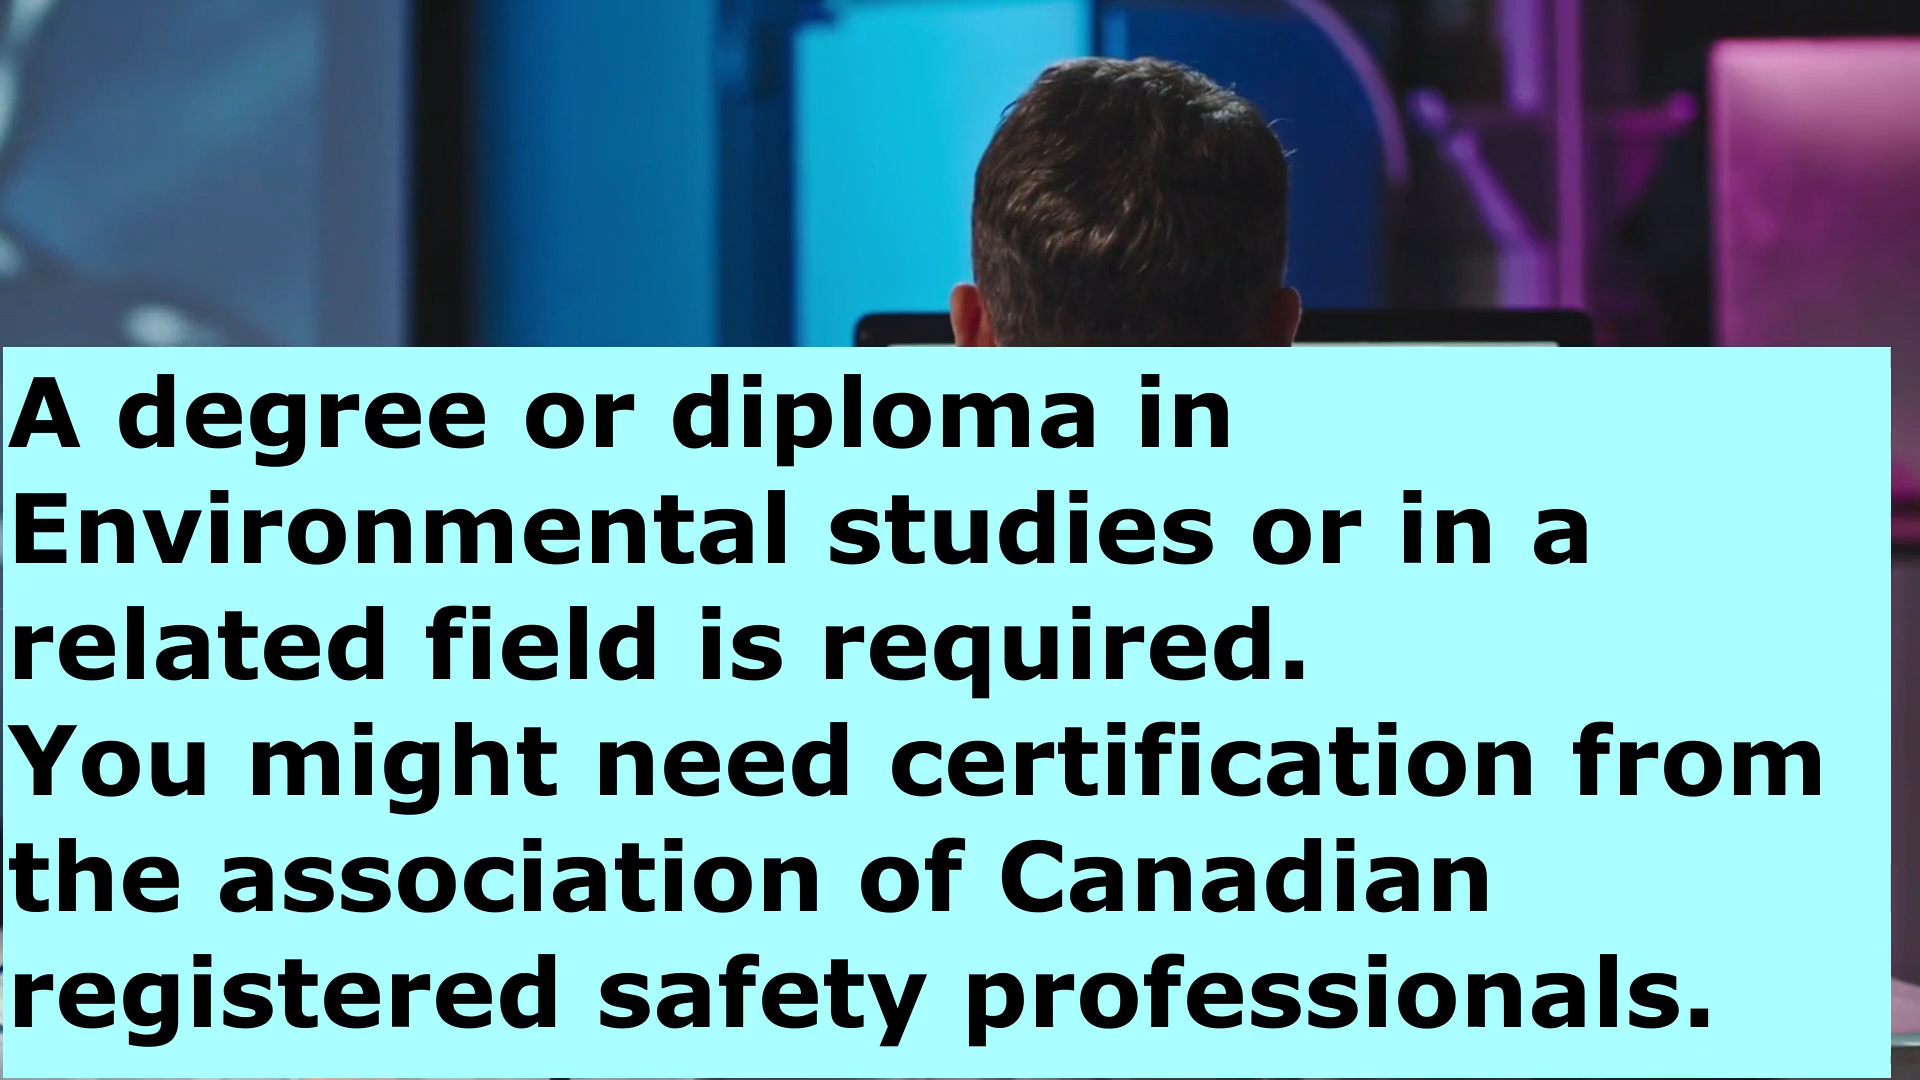 A degree or diploma in
Environmental studies or in a
related field is required.
You might need certification from
the association of Canadian
registered safety professionals.